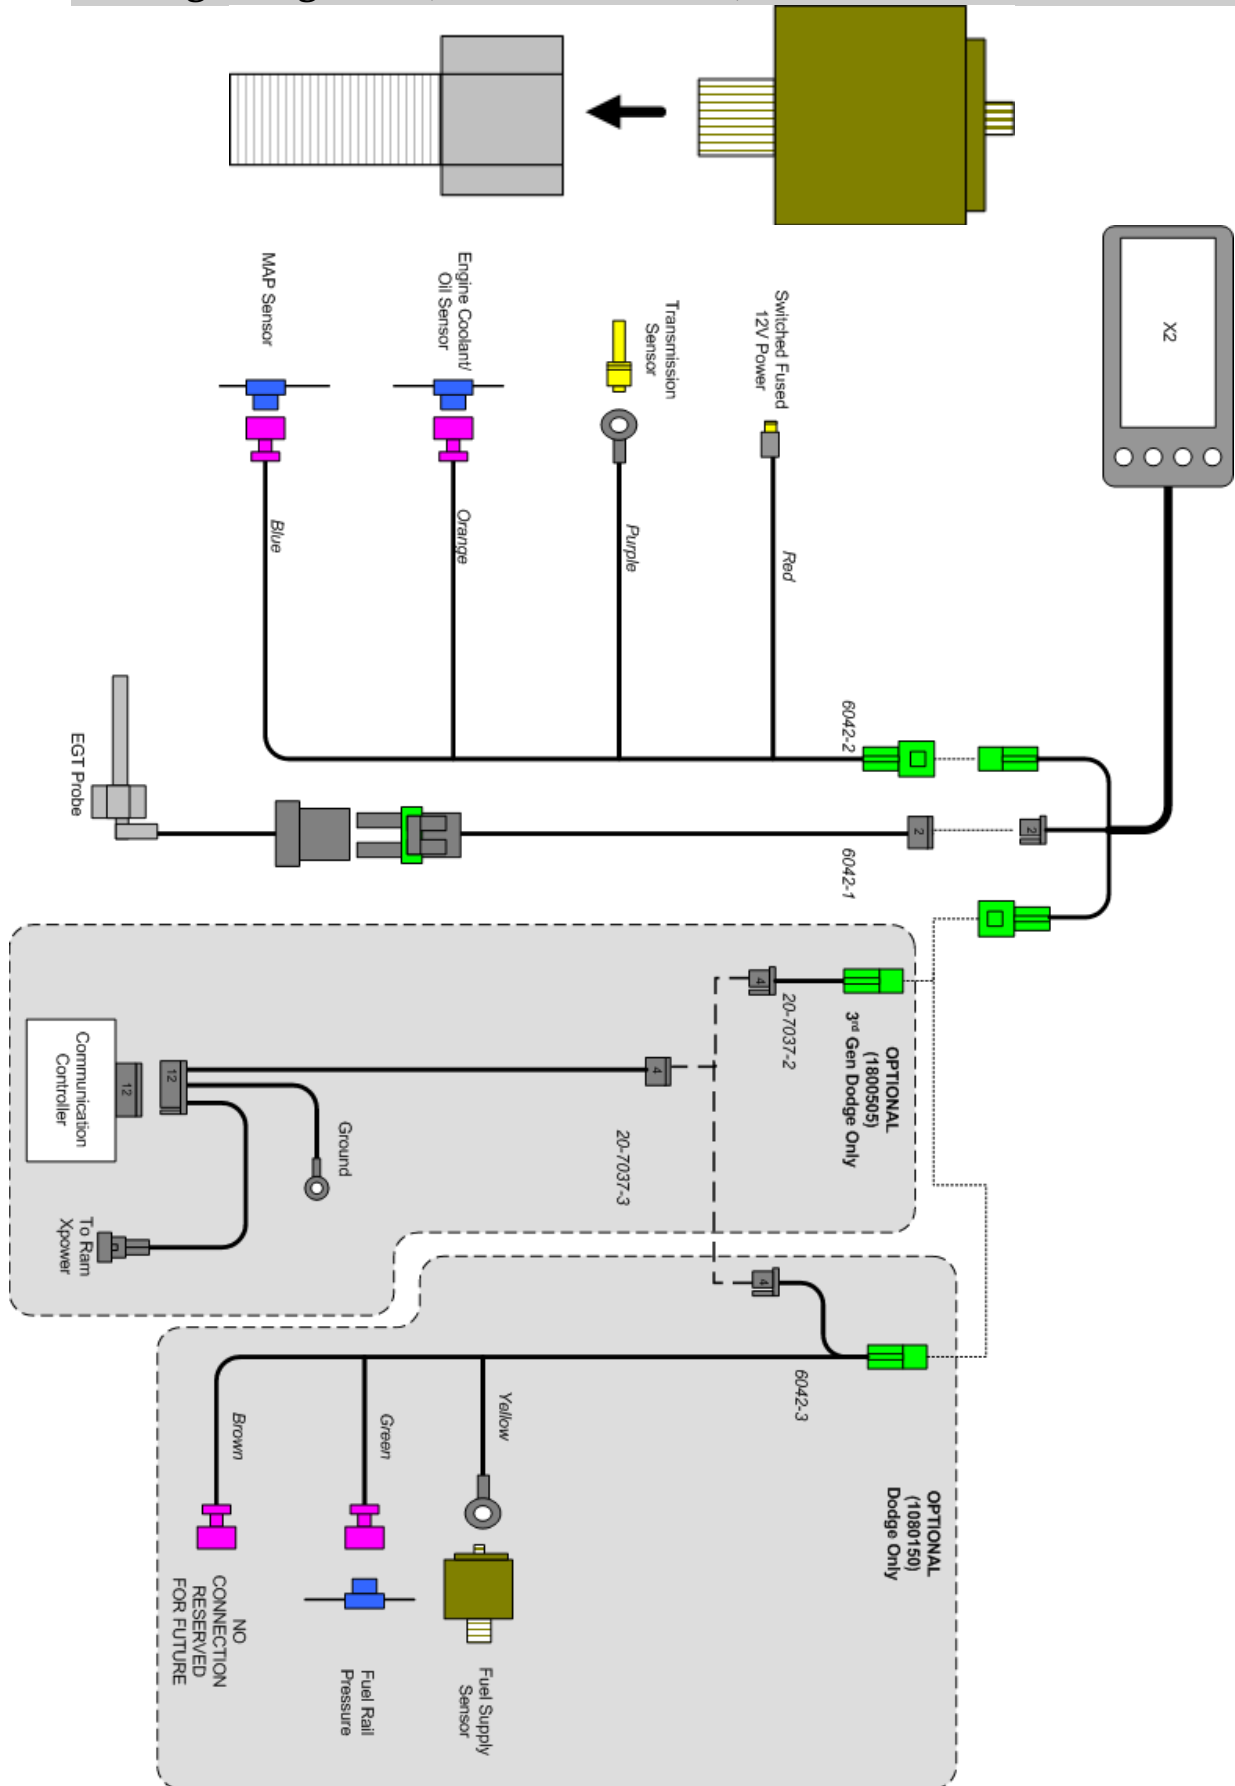 X2
Switched Fused
12V Power
Transmission
Sensor
Engine Coolant/
Oil Sensor
MAP Sensor
Red
Purple
Orange
Blue
6042-2
6042-1
2
2
EGT Probe
OPTIONAL
(1800505)
3rd Gen Dodge Only
20-7037-2
4
4
20-7037-3
12
12
Communication
Controller
Ground
To Ram
Xpower
4
6042-3
OPTIONAL
(1080150)
Dodge Only
Yellow
Green
Brown
Fuel Supply
Sensor
Fuel Rail
Pressure
NO
CONNECTION
RESERVED
FOR FUTURE